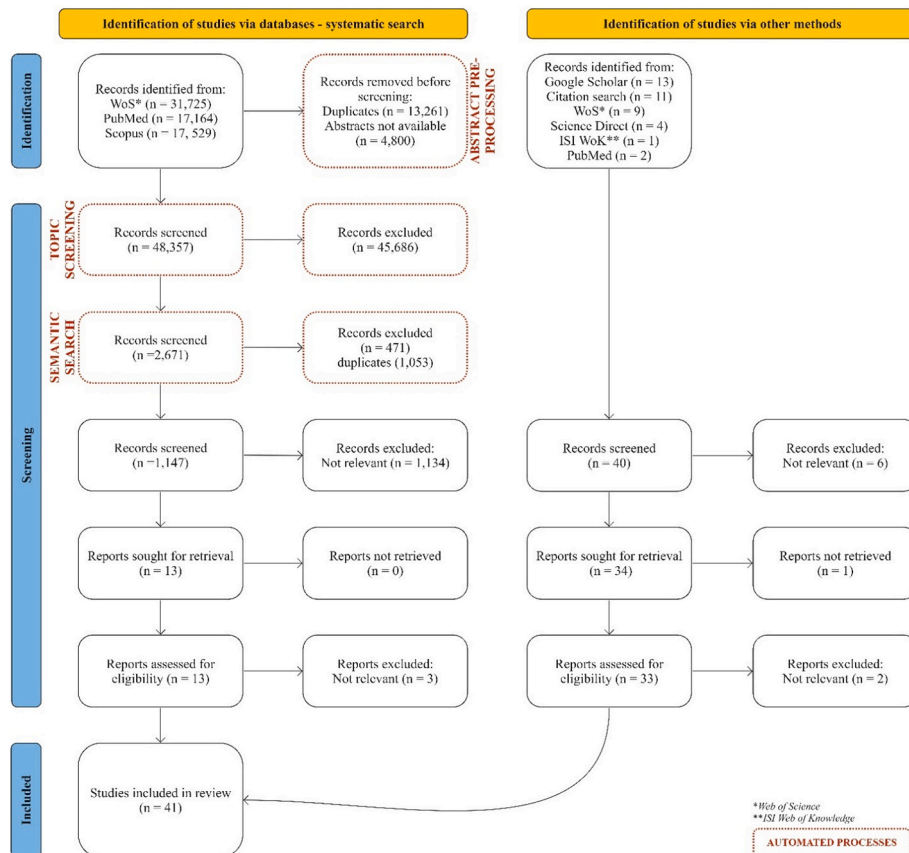 Identification of studies via databases - systematic search
Identification of studies via other methods
Identification
Records identified from:
WoS* (n = 31,725)
PubMed (n = 17,164)
Scopus (n = 17, 529)
Records removed before
screening:
Duplicates (n = 13,261)
Abstracts not available
(n = 4,800)
ABSTRACT PRE-
PROCESSING
Records identified from:
Google Scholar (n = 13)
Citation search (n = 11)
WoS* (n = 9)
Science Direct (n = 4)
ISI WoK** (n = 1)
PubMed (n = 2)
Screening
TOPIC
SCREENING
Records screened
(n = 48,357)
Records excluded
(n = 45,686)
SEMANTIC
SEARCH
Records screened
(n =2,671)
Records excluded
(n = 471)
duplicates (1,053)
Records screened
(n =1,147)
Records excluded:
Not relevant (n = 1,134)
Records screened
(n = 40)
Records excluded:
Not relevant (n = 6)
Reports sought for retrieval
(n = 13)
Reports not retrieved
(n = 0)
Reports sought for retrieval
(n = 34)
Reports not retrieved
(n = 1)
Reports assessed for
eligibility (n = 13)
Reports excluded:
Not relevant (n = 3)
Reports assessed for
eligibility (n = 33)
Reports excluded:
Not relevant (n = 2)
Included
Studies included in review
(n = 41)
*Web of Science
**ISI Web of Knowledge
AUTOMATED PROCESSES